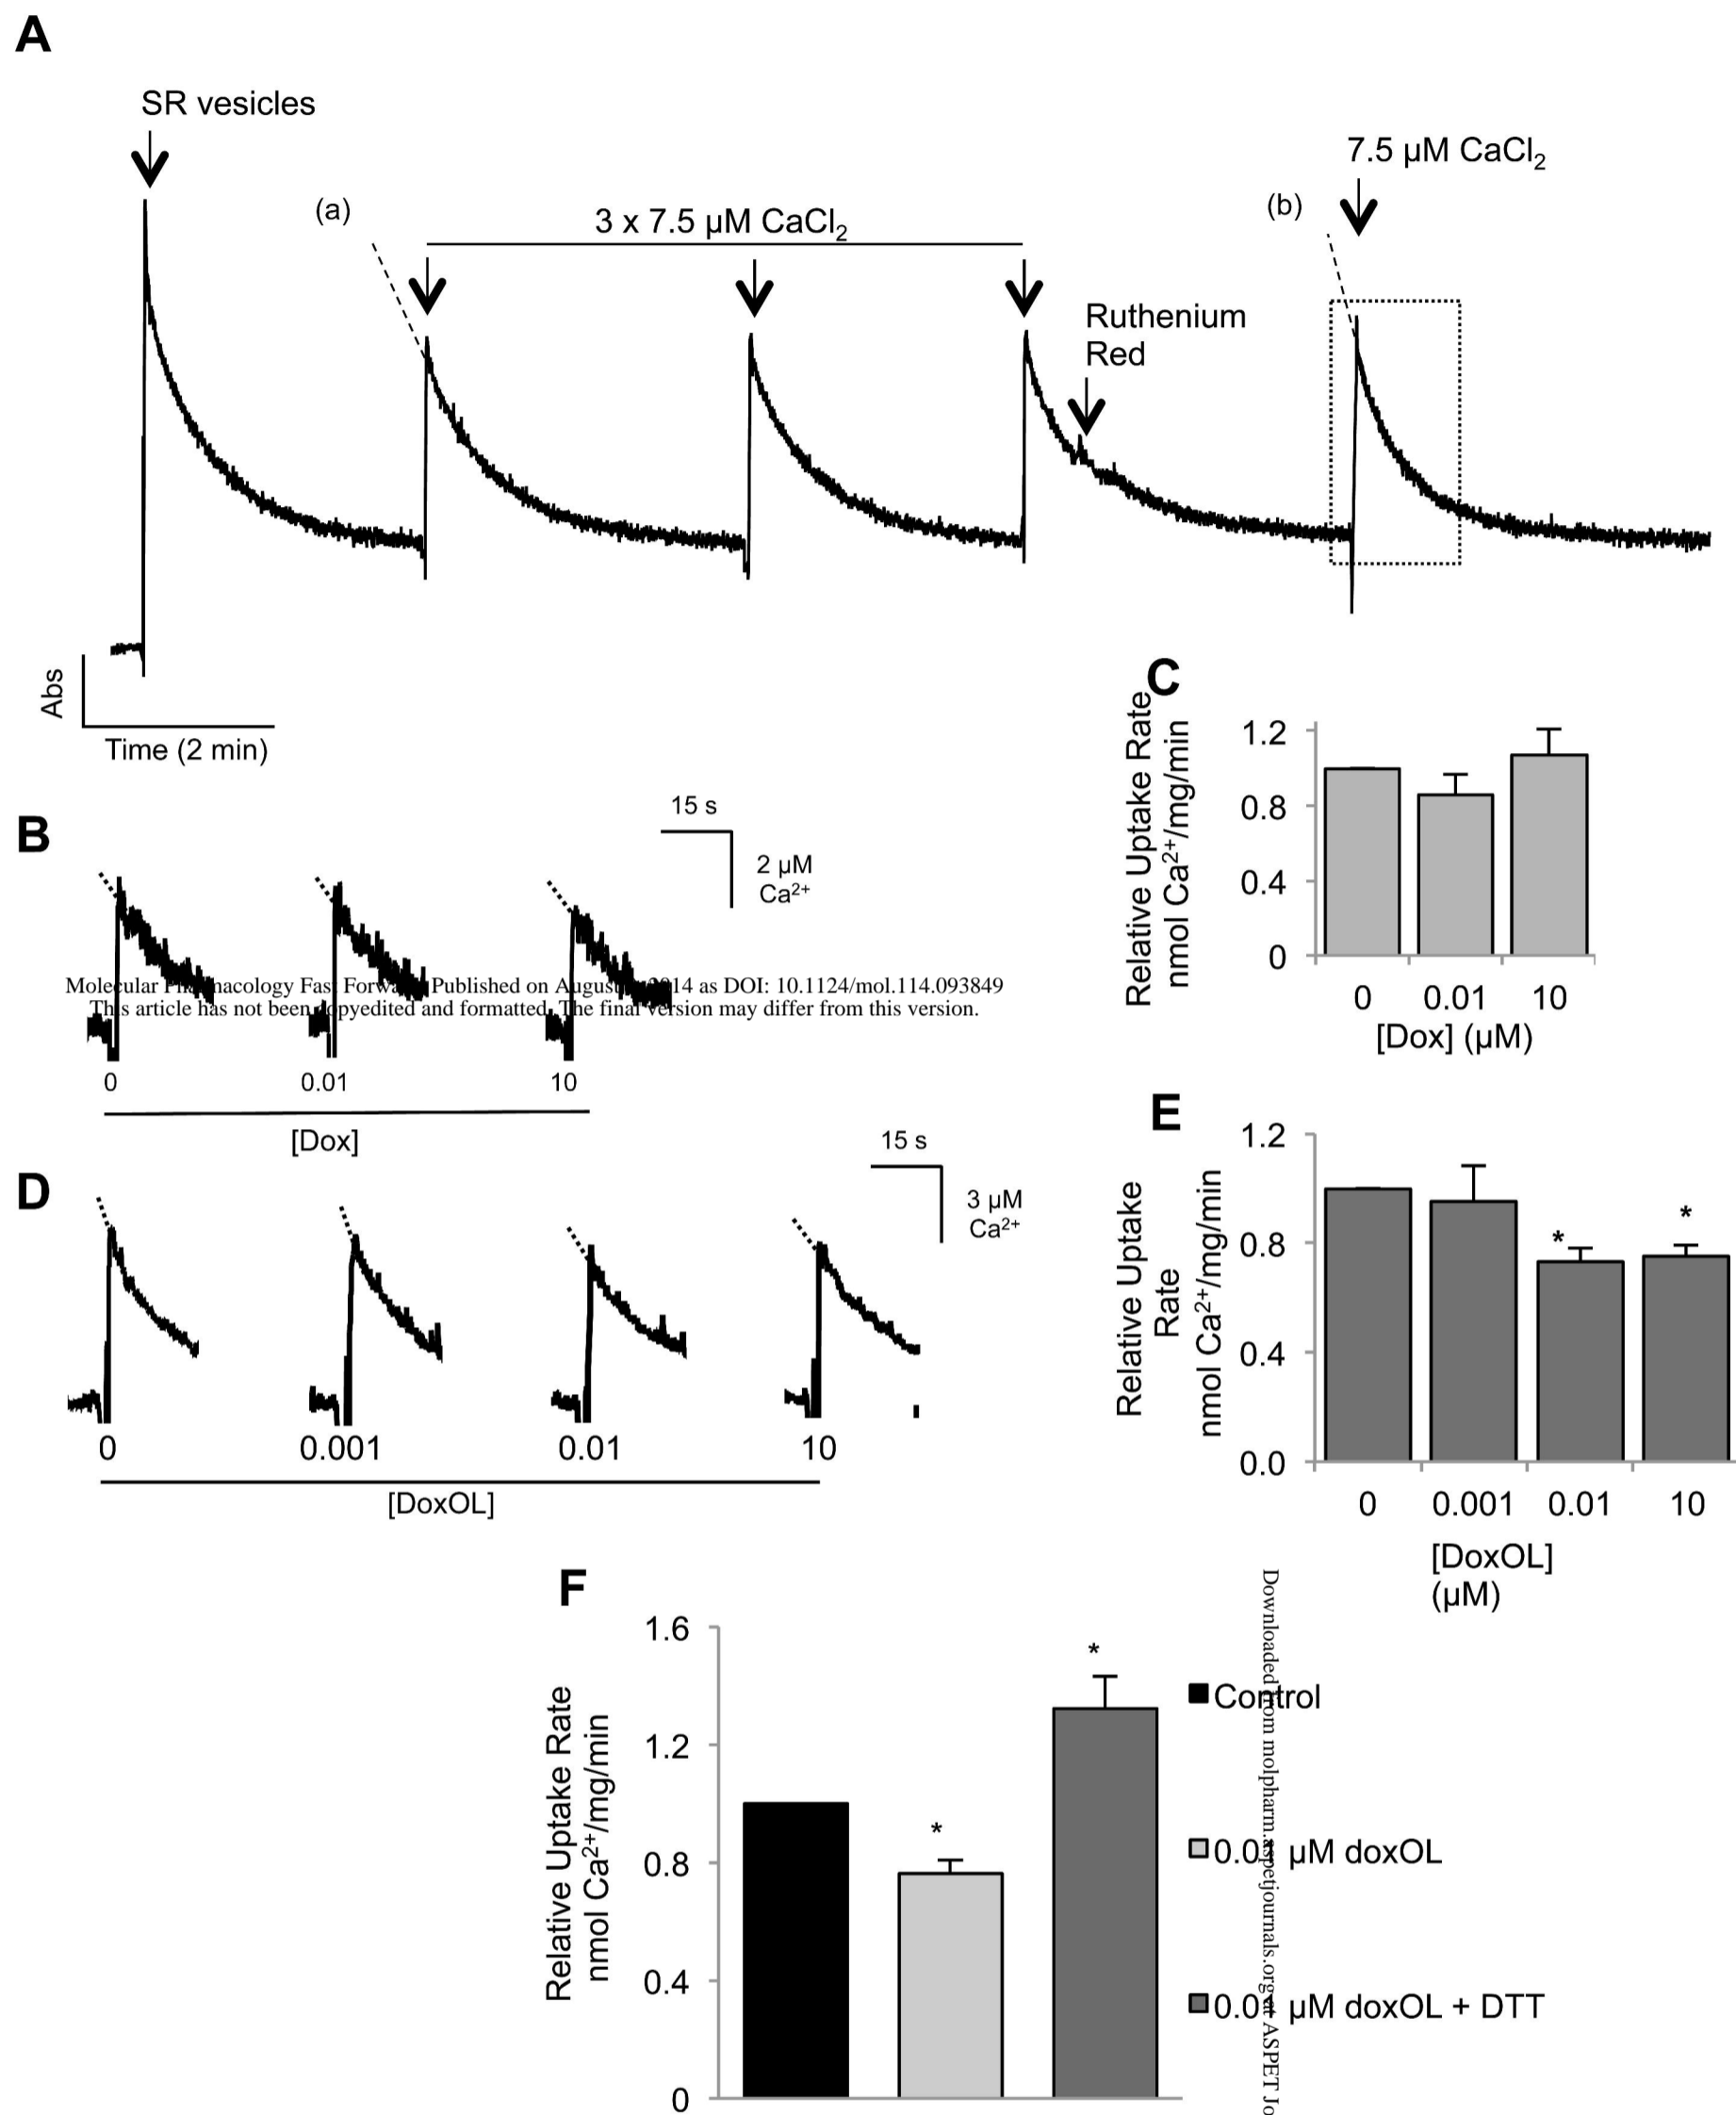 A
SR vesicles
(a)
3 x 7.5 µM CaCl2
7.5 µM CaCl2
(b)
Ruthenium
Red
Abs
Time (2 min)
B
15 s
2 µM
Ca2+
Molecular Pharmacology Fast Forward. Published on August 2014 as DOI: 10.1124/mol.114.093849
This article has not been copyedited and formatted. The final version may differ from this version.
0 0.01 10
[Dox]
C
Relative Uptake Rate
nmol Ca2+/mg/min
1.2
0.8
0.4
0
0 0.01 10
[Dox] (µM)
D
15 s
3 µM
Ca2+
0 0.001 0.01 10
[DoxOL]
E
Relative Uptake
Rate
nmol Ca2+/mg/min
1.2
0.8
0.4
0.0
* *
0 0.001 0.01 10
[DoxOL]
(µM)
F
Relative Uptake Rate
nmol Ca2+/mg/min
1.6
1.2
0.8
0.4
0
* *
Control
0.01 µM doxOL
0.01 µM doxOL + DTT
Downloaded from molpharm.aspetjournals.org at ASPET Jo